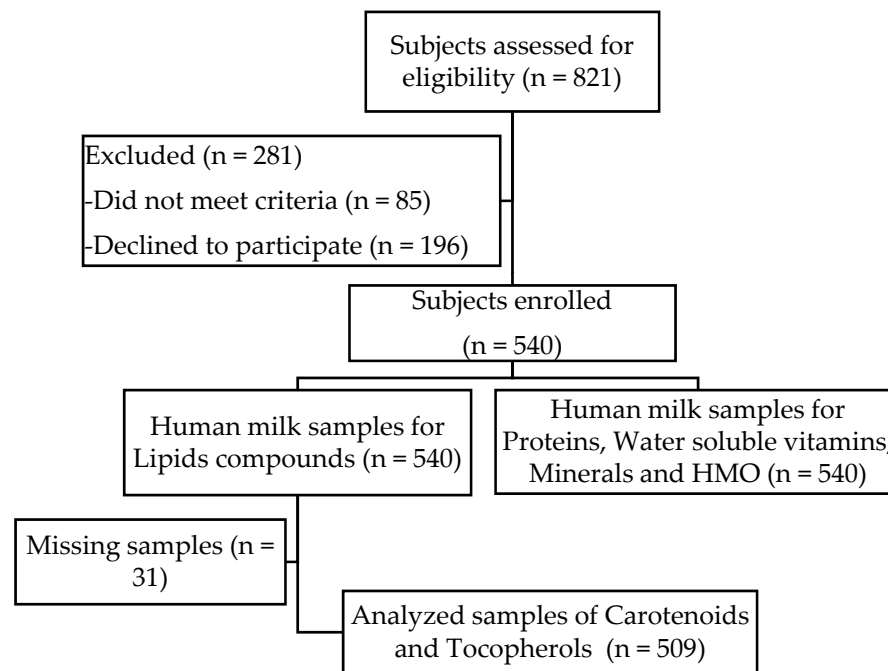 Subjects assessed for
eligibility (n = 821)
Excluded (n = 281)
-Did not meet criteria (n = 85)
-Declined to participate (n = 196)
Subjects enrolled
(n = 540)
Human milk samples for
Lipids compounds (n = 540)
Human milk samples for
Proteins, Water soluble vitamins,
Minerals and HMO (n = 540)
Missing samples (n =
31)
Analyzed samples of Carotenoids
and Tocopherols (n = 509)